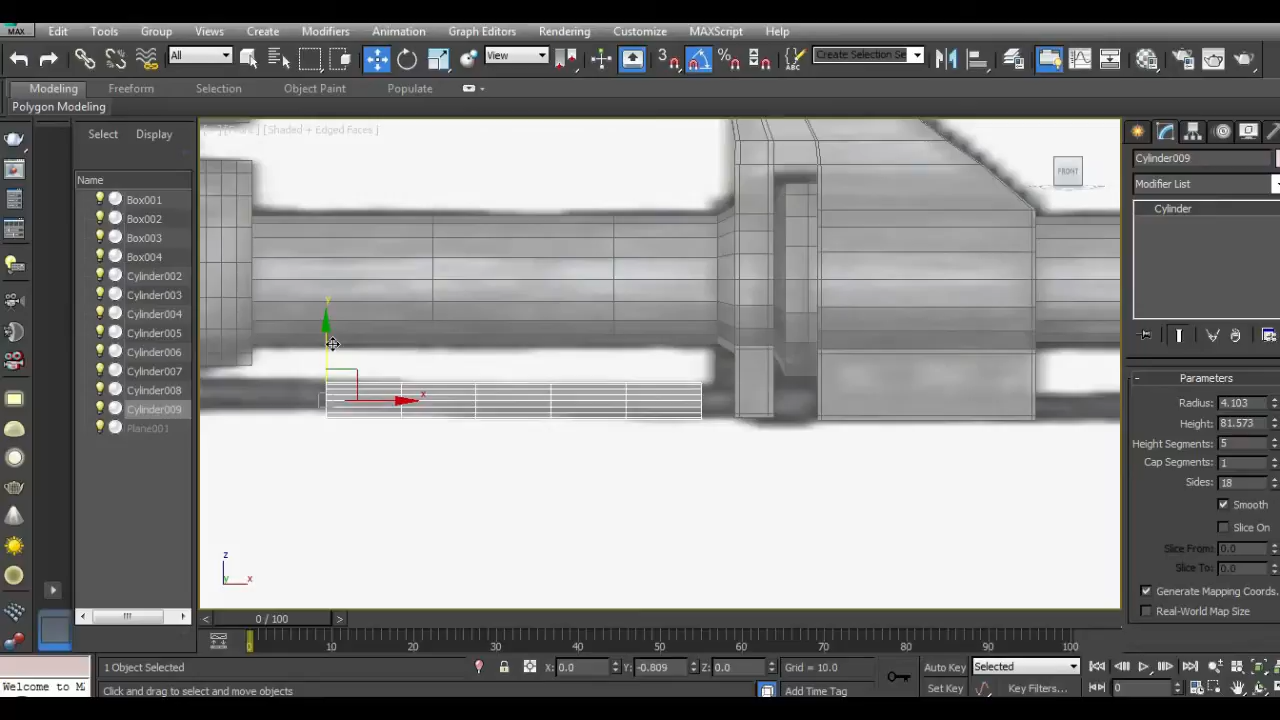 MAX Edit Tools Group Views Create Modifiers Animation Graph Editors Rendering Customize MAXScript Help
All View 3 Create Selection Se
Modeling Freeform Selection Object Paint Populate
Polygon Modeling
Select Display
[Shaded + Edged Faces ]
FRONT
Name
Box001
Box002
Box003
Box004
Cylinder002
Cylinder003
Cylinder004
Cylinder005
Cylinder006
Cylinder007
Cylinder008
Cylinder009
Plane001
y
x
z
y x
Cylinder009
Modifier List
Cylinder
Parameters
Radius: 4.103
Height: 81.573
Height Segments: 5
Cap Segments: 1
Sides: 18
Smooth
Slice On
Slice From: 0.0
Slice To: 0.0
Generate Mapping Coords.
Real-World Map Size
< 0 / 100 >
0 10 20 30 40 50 60 70 80 90 100
1 Object Selected X: 0.0 Y: -0.809 Z: 0.0 Grid = 10.0 Auto Key Selected
Welcome to M Click and drag to select and move objects Add Time Tag Set Key Key Filters... 0